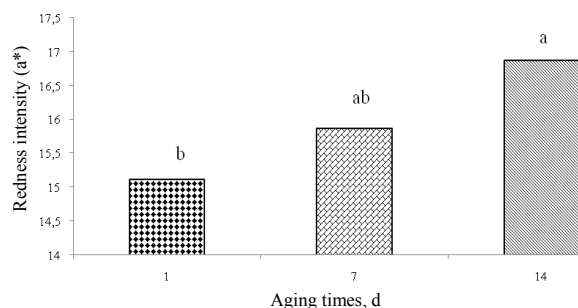 Redness intensity (a*)
17,5
17
16,5
16
15,5
15
14,5
14
b
ab
a
1 7 14
Aging times, d